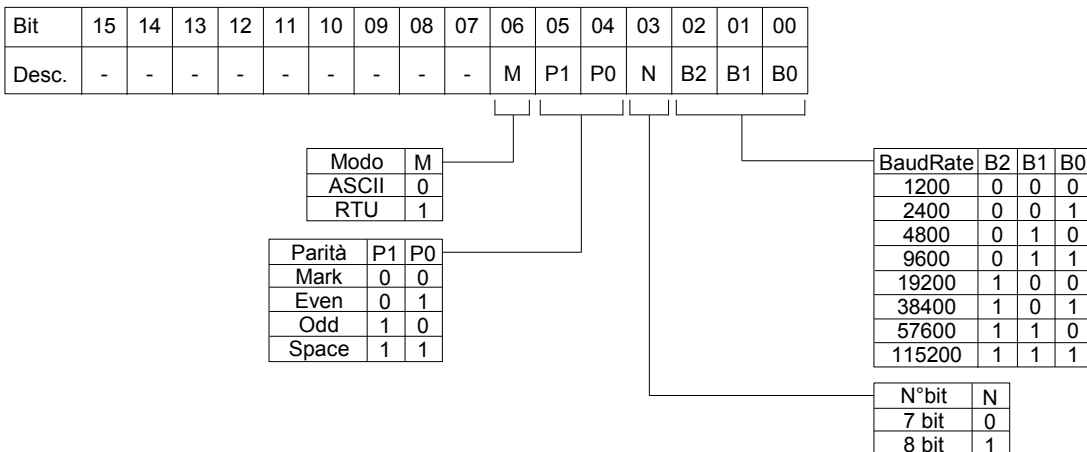 Bit 15 14 13 12 11 10 09 08 07 06 05 04 03 02 01 00
Desc. - - - - - - - - - M P1 P0 N B2 B1 B0
Modo M
ASCII 0
RTU 1
Parità P1 P0
Mark 0 0
Even 0 1
Odd 1 0
Space 1 1
BaudRate B2 B1 B0
1200 0 0 0
2400 0 0 1
4800 0 1 0
9600 0 1 1
19200 1 0 0
38400 1 0 1
57600 1 1 0
115200 1 1 1
N°bit N
7 bit 0
8 bit 1